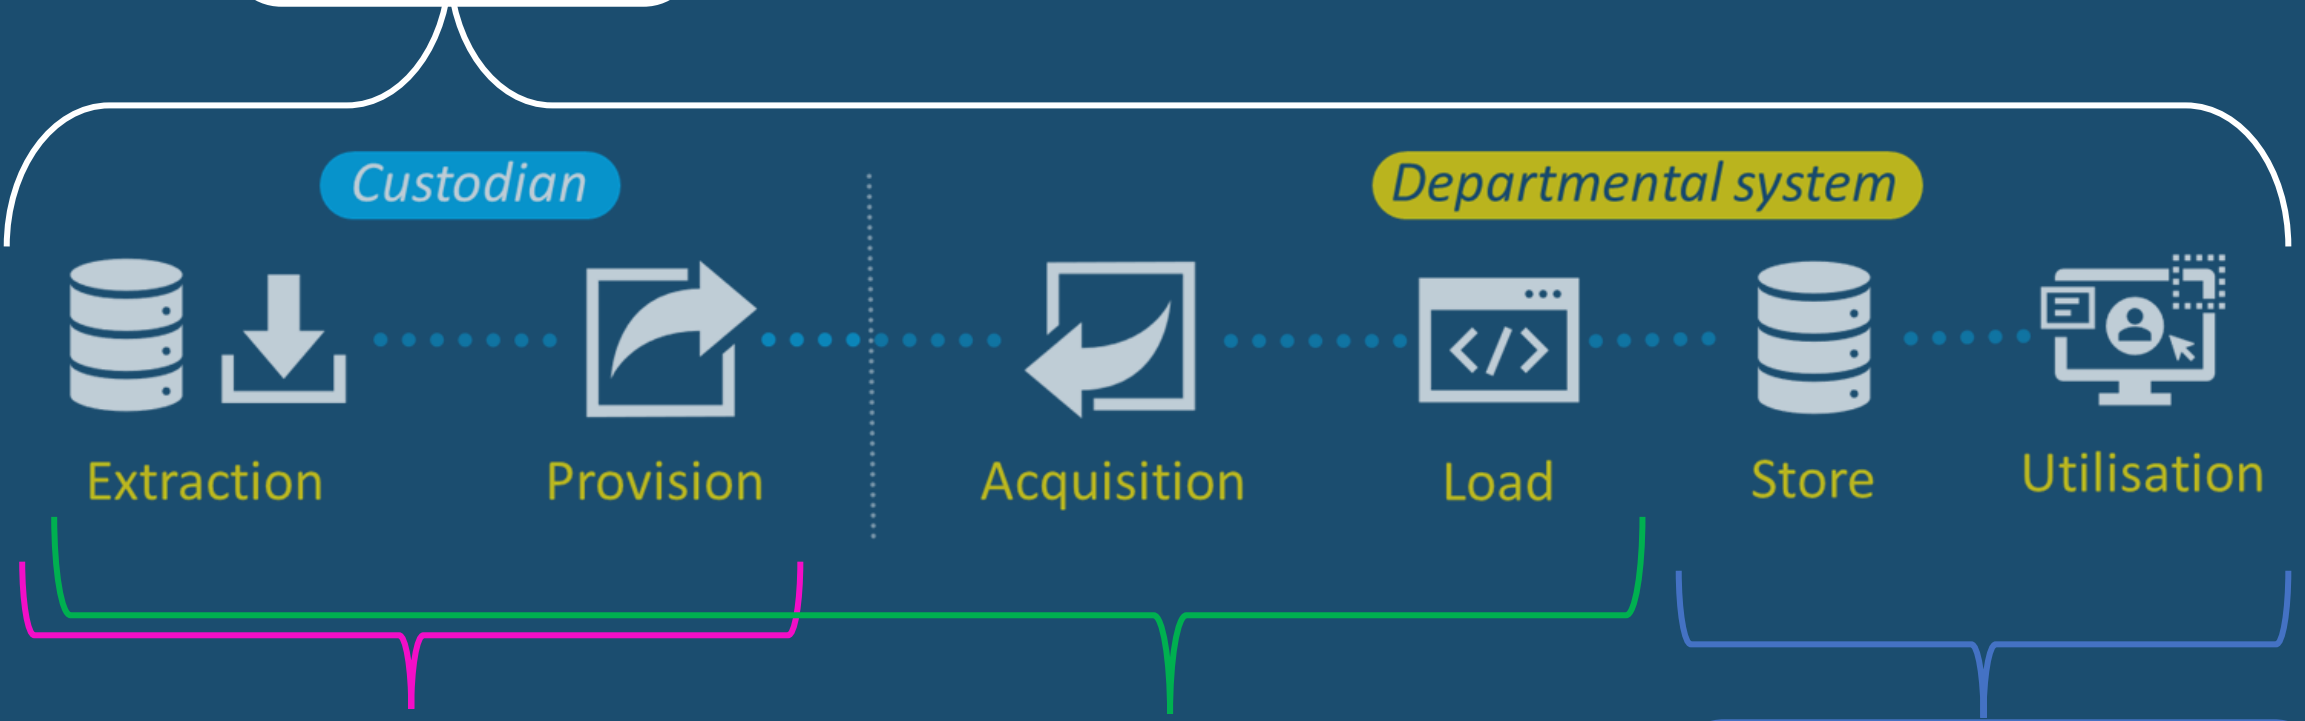 Custodian
Departmental system
Extraction
Provision
Acquisition
Load
Store
Utilisation